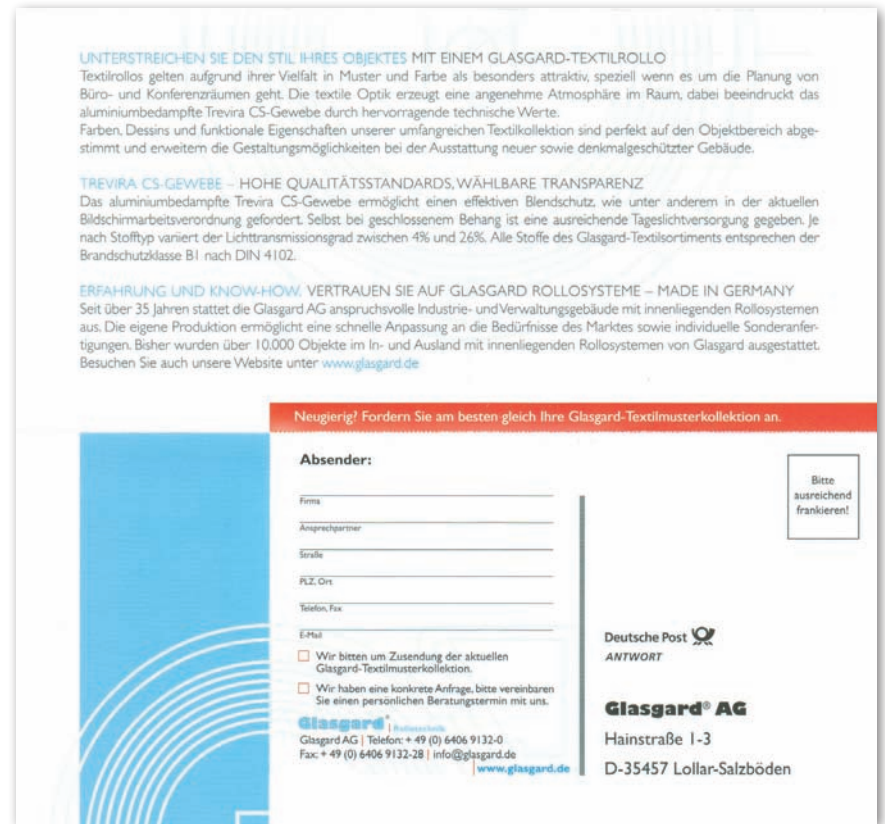 UNTERSTREICHEN SIE DEN STIL IHRES OBJEKTES MIT EINEM GLASGARD-TEXTILROLLO
Textilrollos gelten aufgrund ihrer Vielfalt in Muster und Farbe als besonders attraktiv, speziell wenn es um die Planung von
Büro- und Konferenzräumen geht. Die textile Optik erzeugt eine angenehme Atmosphäre im Raum, dabei beeindruckt das
aluminiumbedampfte Trevira CS-Gewebe durch hervorragende technische Werte.
Farben, Dessins und funktionale Eigenschaften unserer umfangreichen Textilkollektion sind perfekt auf den Objektbereich abge-
stimmt und erweitern die Gestaltungsmöglichkeiten bei der Ausstattung neuer sowie denkmalgeschützter Gebäude.
TREVIRA CS-GEWEBE – HOHE QUALITÄTSSTANDARDS, WÄHLBARE TRANSPARENZ
Das aluminiumbedampfte Trevira CS-Gewebe ermöglicht einen effektiven Blendschutz, wie unter anderem in der aktuellen
Bildschirmarbeitsverordnung gefordert. Selbst bei geschlossenem Behang ist eine ausreichende Tageslichtversorgung gegeben. Je
nach Stofftyp variert der Lichttransmissionsgrad zwischen 4% und 26%. Alle Stoffe des Glasgard-Textilsortiments entsprechen der
Brandschutzklasse B1 nach DIN 4102.
ERFAHRUNG UND KNOW-HOW. VERTRAUEN SIE AUF GLASGARD ROLLOSYSTEME – MADE IN GERMANY
Seit über 35 Jahren stattet die Glasgard AG anspruchsvolle Industrie- und Verwaltungsgebäude mit innenliegenden Rollosystemen
aus. Die eigene Produktion ermöglicht eine schnelle Anpassung an die Bedürfnisse des Marktes sowie individuelle Sonderanfer-
tigungen. Bisher wurden über 10.000 Objekte im In- und Ausland mit innenliegenden Rollosystemen von Glasgard ausgestattet.
Besuchen Sie auch unsere Website unter www.glasgard.de
Neugierig? Fordern Sie am besten gleich Ihre Glasgard-Textilmusterkollektion an.
Absender:
Firma
Ansprechpartner
Straße
PLZ, Ort
Telefon, Fax
E-Mail
Wir bitten um Zusendung der aktuellen
Glasgard-Textilmusterkollektion.
Wir haben eine konkrete Anfrage, bitte vereinbaren
Sie einen persönlichen Beratungstermin mit uns.
Glasgard® | Rollotechnik
Glasgard AG | Telefon: + 49 (0) 6406 9132-0
Fax: + 49 (0) 6406 9132-28 | info@glasgard.de
| www.glasgard.de
Bitte
ausreichend
frankieren!
Deutsche Post
ANTWORT
Glasgard® AG
Hainstraße 1-3
D-35457 Lollar-Salzböden